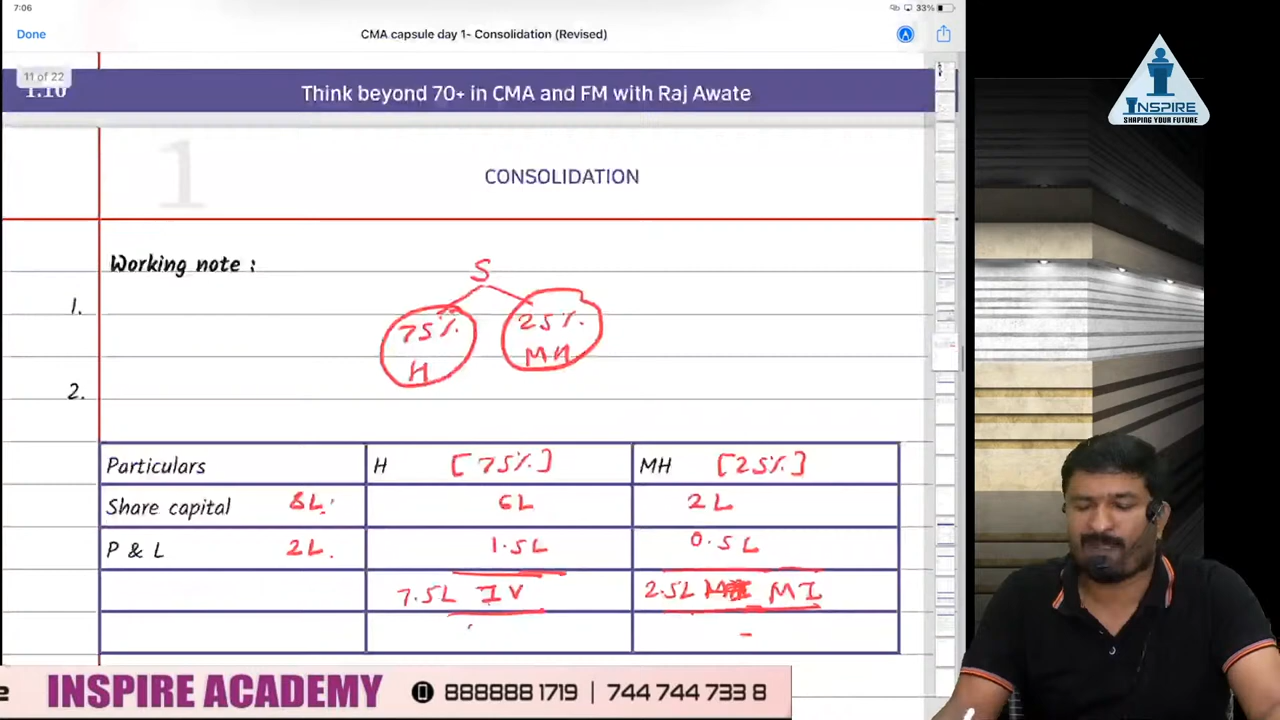 7:06
33%
Done
CMA capsule day 1- Consolidation (Revised)
11 of 22
1.10
Think beyond 70+ in CMA and FM with Raj Awate
INSPIRE
SHAPING YOUR FUTURE
1
CONSOLIDATION
Working note :
S
1.
75%
25%
H
MH
2.
Particulars H [75%] MH [25%]
Share capital 8L 6L 2L
P & L 2L. 1.5L 0.5L
7.5L IV 2.5L MI
INSPIRE ACADEMY 888888 1719 | 744 744 733 8